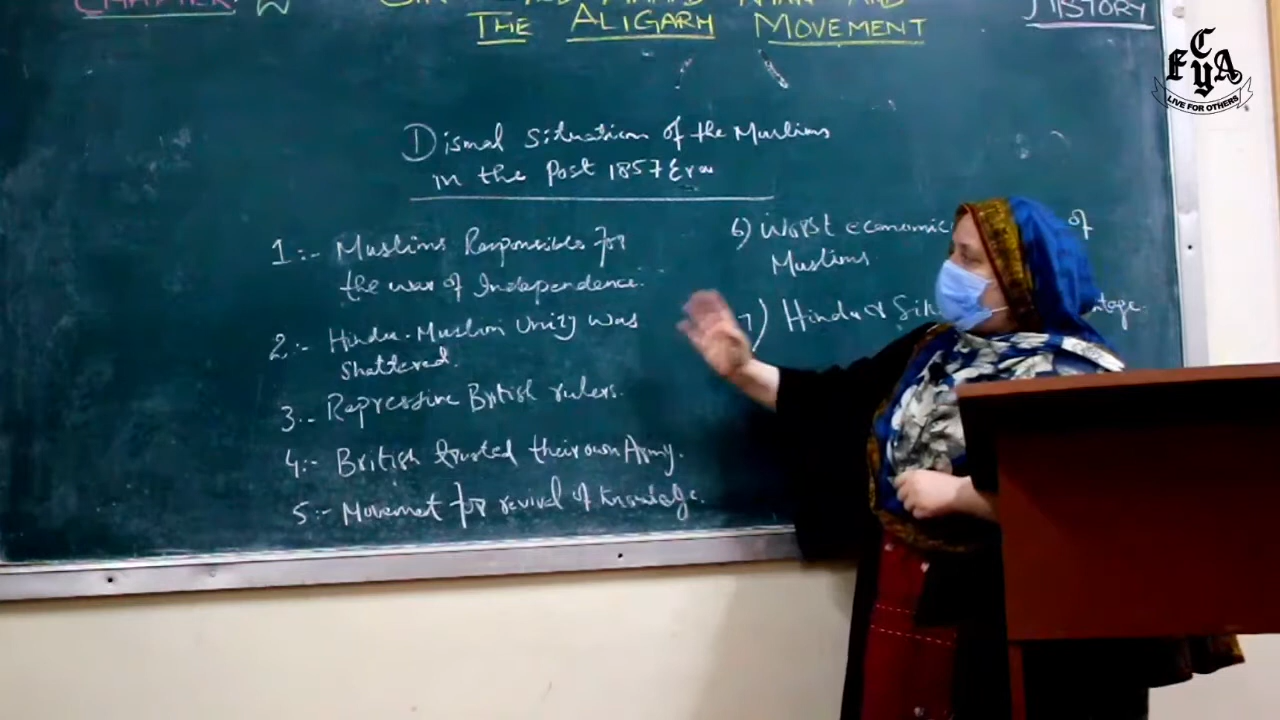 CHAPTER:
THE ALIGARH MOVEMENT
HISTORY
FCYA
LIVE FOR OTHERS
Dismal Situation of the Muslims
in the Post 1857 Era
1:- Muslims Responsible for
the war of Independence.
2:- Hindu-Muslim Unity Was
Shattered.
3:- Repressive British rulers.
4:- British trusted their own Army.
5:- Movement for revival of Knowledge.
6) Worst economic of
Muslims
7) Hindu &